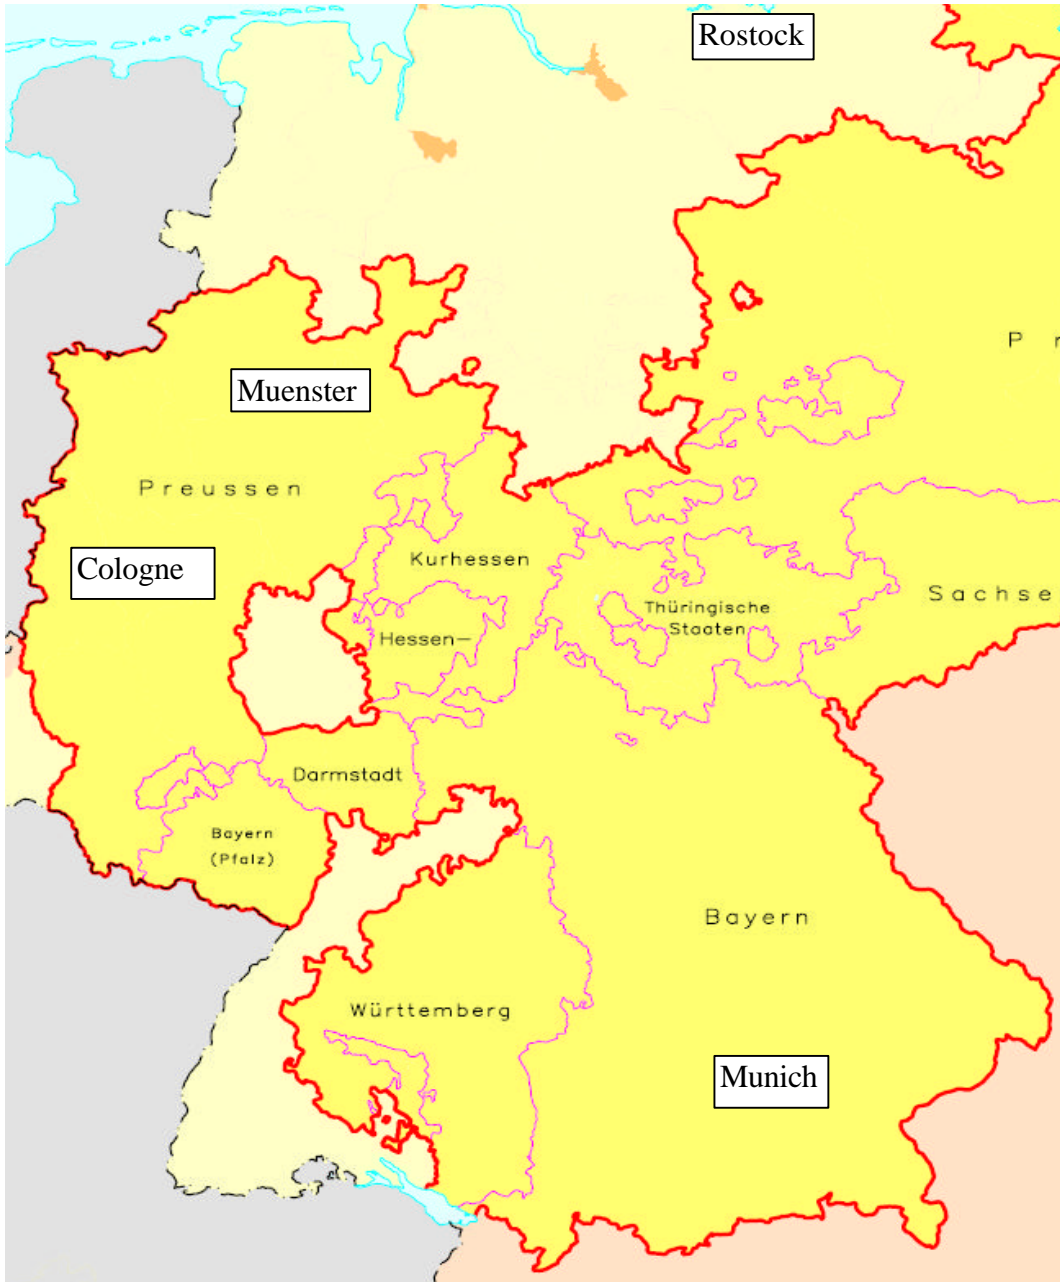 Rostock
P r
Muenster
Preussen
Kurhessen
Cologne
Sachse
Thüringische
Staaten
Hessen—
Darmstadt
Bayern
(Pfalz)
Bayern
Württemberg
Munich